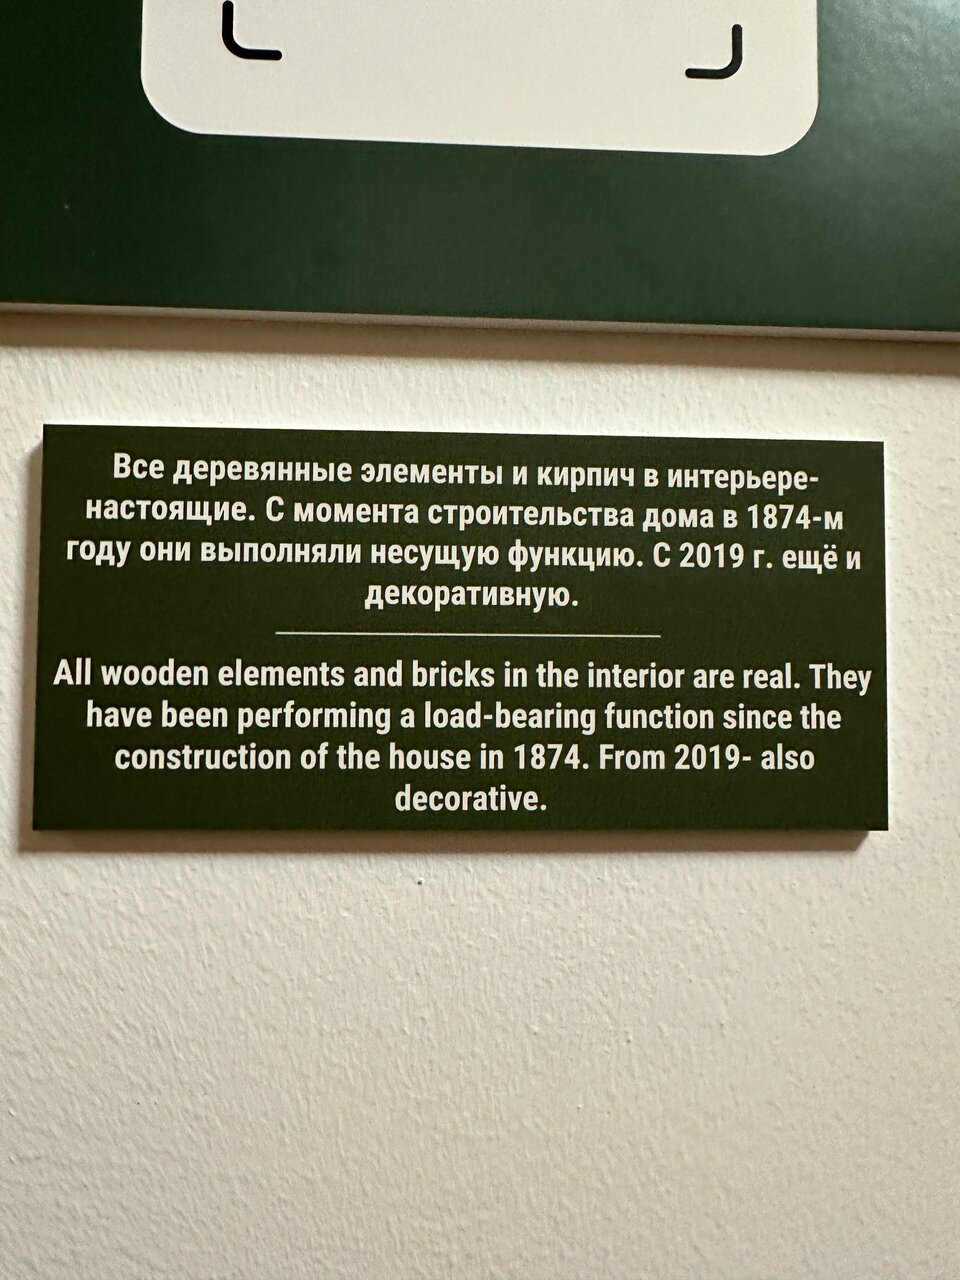 Все деревянные элементы и кирпич в интерьере-
настоящие. С момента строительства дома в 1874-м
году они выполняли несущую функцию. С 2019 г. ещё и
декоративную.
All wooden elements and bricks in the interior are real. They
have been performing a load-bearing function since the
construction of the house in 1874. From 2019- also
decorative.